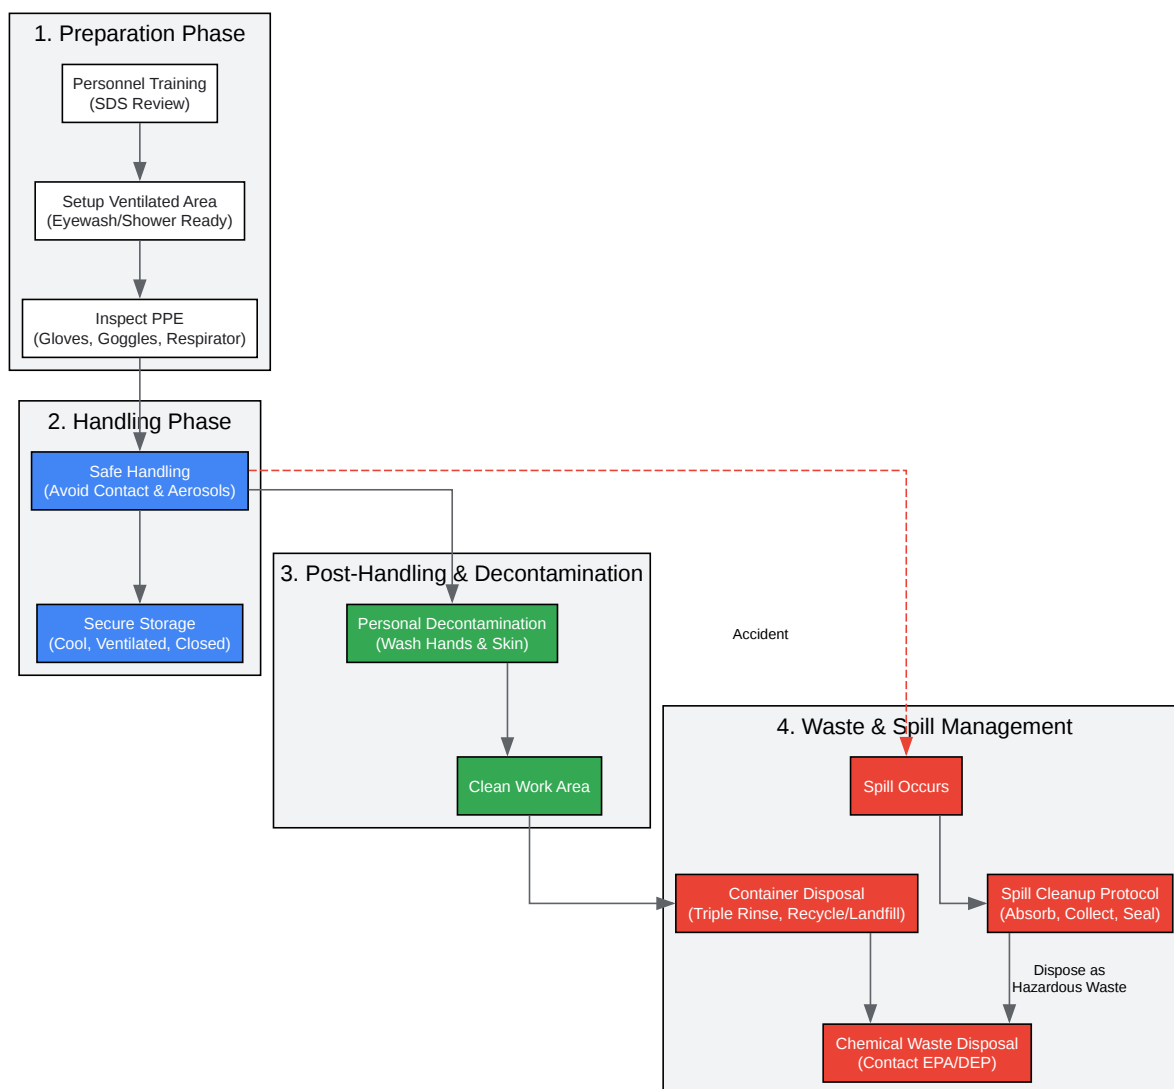 1. Preparation Phase
Personnel Training
(SDS Review)
Setup Ventilated Area
(Eyewash/Shower Ready)
Inspect PPE
(Gloves, Goggles, Respirator)
2. Handling Phase
Safe Handling
(Avoid Contact & Aerosols)
Secure Storage
(Cool, Ventilated, Closed)
3. Post-Handling & Decontamination
Personal Decontamination
(Wash Hands & Skin)
Clean Work Area
Accident
4. Waste & Spill Management
Spill Occurs
Container Disposal
(Triple Rinse, Recycle/Landfill)
Spill Cleanup Protocol
(Absorb, Collect, Seal)
Dispose as
Hazardous Waste
Chemical Waste Disposal
(Contact EPA/DEP)